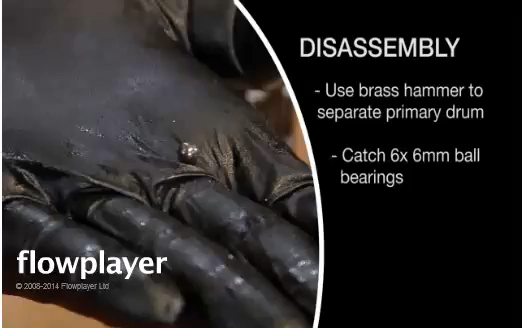 DISASSEMBLY
- Use brass hammer to
separate primary drum
- Catch 6x 6mm ball
bearings
flowplayer
© 2008-2014 Flowplayer Ltd